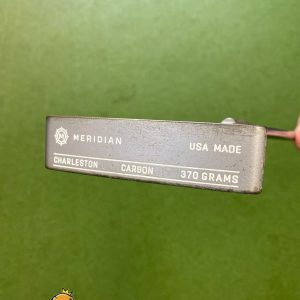 MERIDIAN USA MADE
CHARLESTON CARBON 370 GRAMS